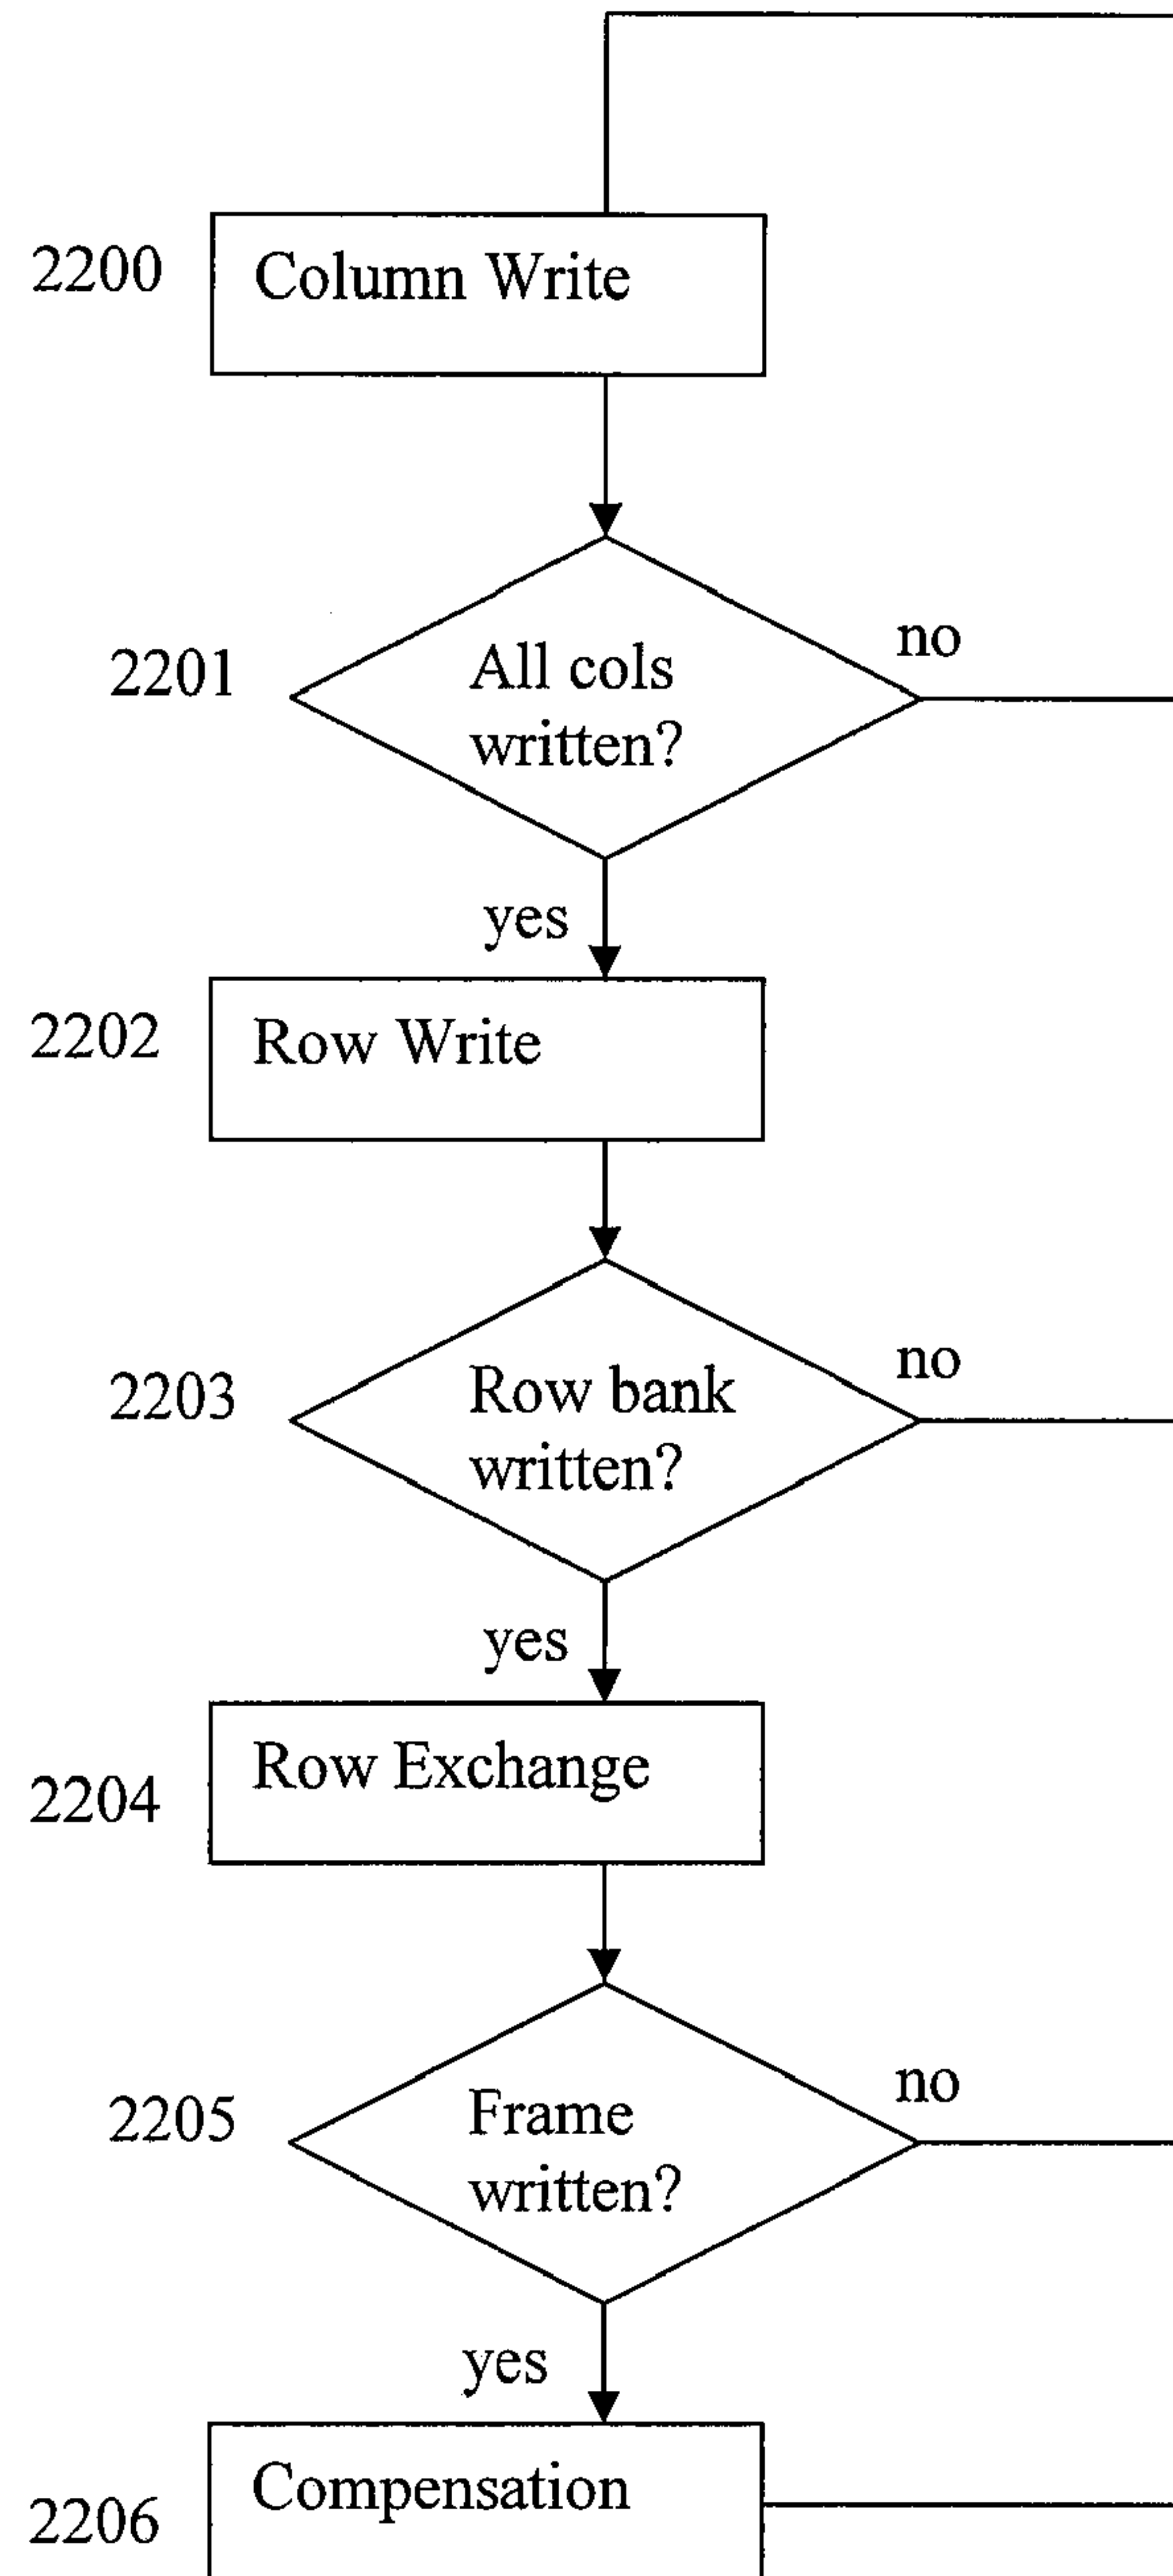 2200
Column Write
2201
All cols
written?
no
yes
2202
Row Write
2203
Row bank
written?
no
yes
2204
Row Exchange
2205
Frame
written?
no
yes
2206
Compensation